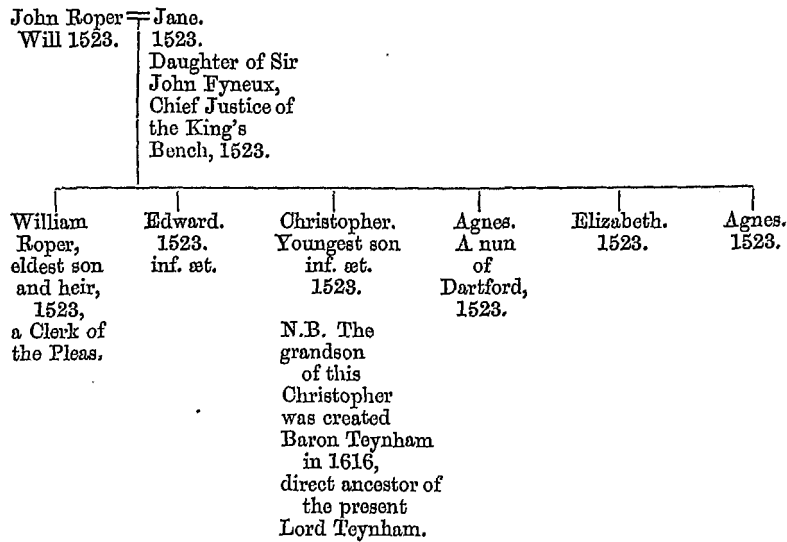 John Roper = Jane.
Will 1523. 1523.
Daughter of Sir
John Fyneux,
Chief Justice of
the King's
Bench, 1523.
William
Roper,
eldest son
and heir,
1523,
a Clerk of
the Pleas.
Edward.
1523.
inf. æt.
Christopher.
Youngest son
inf. æt.
1523.
N.B. The
grandson
of this
Christopher
was created
Baron Teynham
in 1616,
direct ancestor of
the present
Lord Teynham.
Agnes.
A nun
of
Dartford,
1523.
Elizabeth.
1523.
Agnes.
1523.